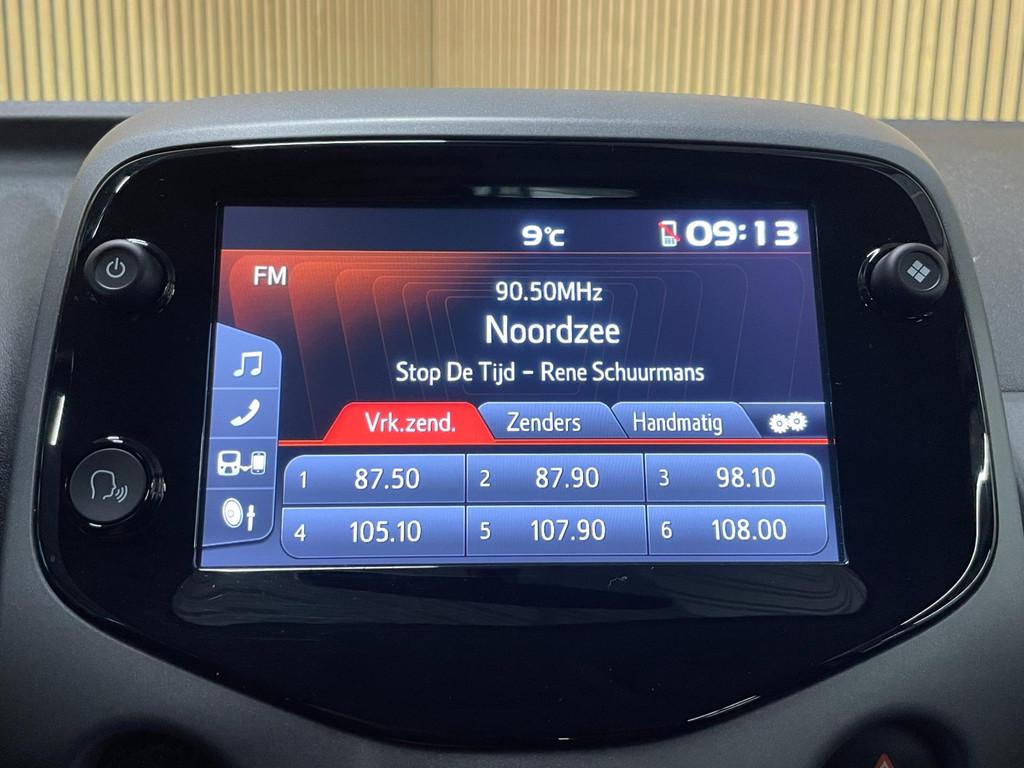 9°C 09:13
FM
90.50MHz
Noordzee
Stop De Tijd - Rene Schuurmans
Vrk.zend. Zenders Handmatig
1 87.50 2 87.90 3 98.10
4 105.10 5 107.90 6 108.00